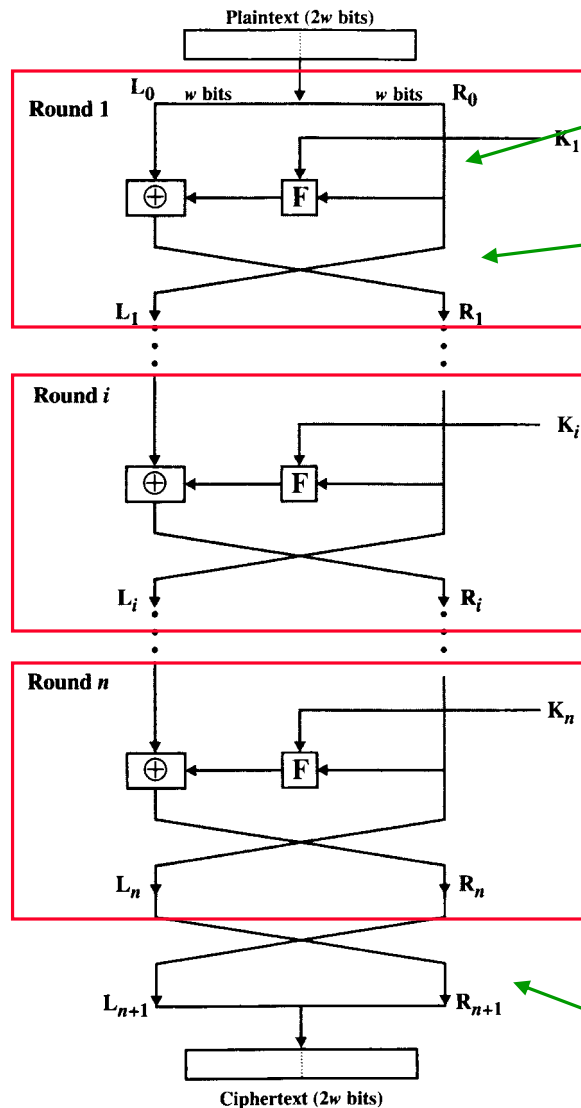 Plaintext (2w bits)
L₀ w bits w bits R₀
Round 1
K₁
⊕ F
L₁ R₁
Round i
Kᵢ
⊕ F
Lᵢ Rᵢ
Round n
Kₙ
⊕ F
Lₙ Rₙ
Lₙ₊₁ Rₙ₊₁
Ciphertext (2w bits)